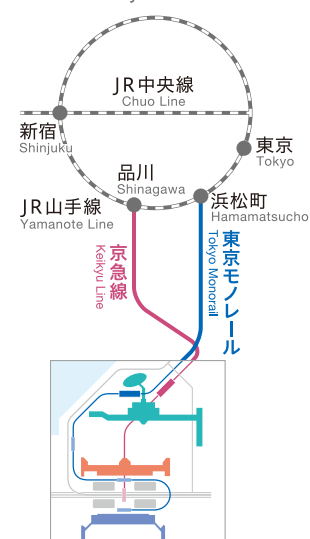 JR中央線
Chuo Line
新宿
Shinjuku
東京
Tokyo
品川
Shinagawa
JR山手線
Yamanote Line
浜松町
Hamamatsucho
京急線
Keikyu Line
東京モノレール
Tokyo Monorail